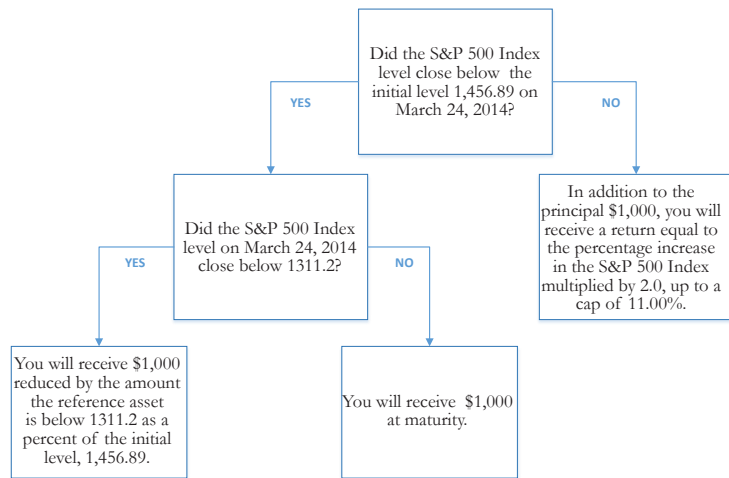 Did the S&P 500 Index
level close below the
initial level 1,456.89 on
March 24, 2014?
YES
NO
Did the S&P 500 Index
level on March 24, 2014
close below 1311.2?
In addition to the
principal $1,000, you will
receive a return equal to
the percentage increase
in the S&P 500 Index
multiplied by 2.0, up to a
cap of 11.00%.
YES
NO
You will receive $1,000
reduced by the amount
the reference asset
is below 1311.2 as a
percent of the initial
level, 1,456.89.
You will receive $1,000
at maturity.